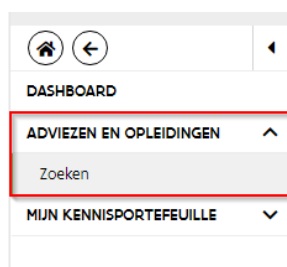 DASHBOARD
ADVIEZEN EN OPLEIDINGEN
Zoeken
MIJN KENNISPORTEFEUILLE